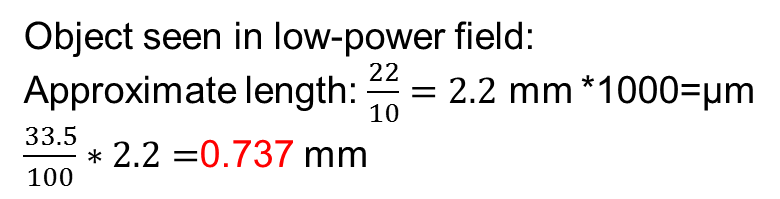 Object seen in low-power field:
Approximate length: 22/10 = 2.2 mm *1000=µm
33.5/100 * 2.2 =0.737 mm